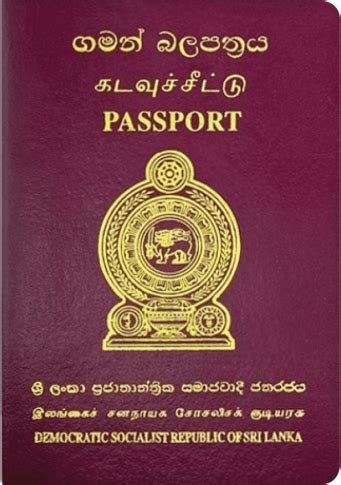 ගමන් බලපත්‍රය
கடவுச்சீட்டு
PASSPORT
ශ්‍රී ලංකා ප්‍රජාතාන්ත්‍රික සමාජවාදී ජනරජය
இலங்கைச் சனநாயக சோசலிசக் குடியரசு
DEMOCRATIC SOCIALIST REPUBLIC OF SRI LANKA